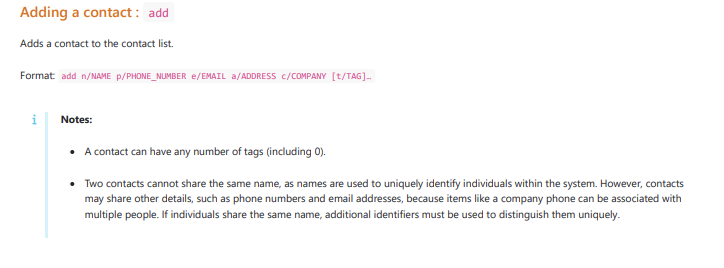 Adding a contact : add
Adds a contact to the contact list.
Format: add n/NAME p/PHONE_NUMBER e/EMAIL a/ADDRESS c/COMPANY [t/TAG]…
i Notes:
• A contact can have any number of tags (including 0).
• Two contacts cannot share the same name, as names are used to uniquely identify individuals within the system. However, contacts
may share other details, such as phone numbers and email addresses, because items like a company phone can be associated with
multiple people. If individuals share the same name, additional identifiers must be used to distinguish them uniquely.